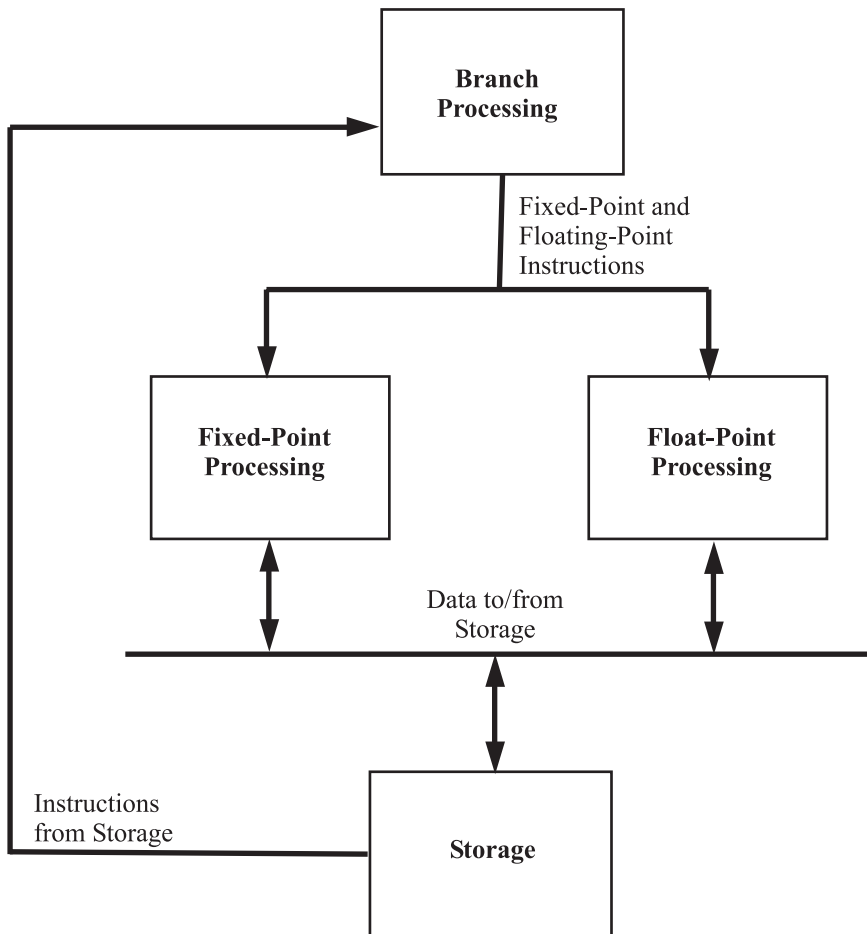 Branch
Processing
Fixed-Point and
Floating-Point
Instructions
Fixed-Point
Processing
Float-Point
Processing
Data to/from
Storage
Instructions
from Storage
Storage